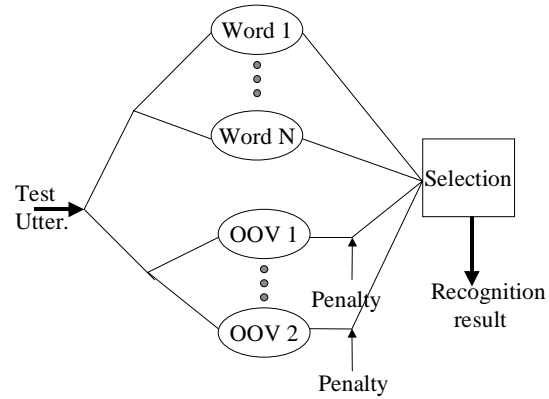 Word 1
Word N
Test
Utter.
Selection
OOV 1
Penalty
Recognition
result
OOV 2
Penalty